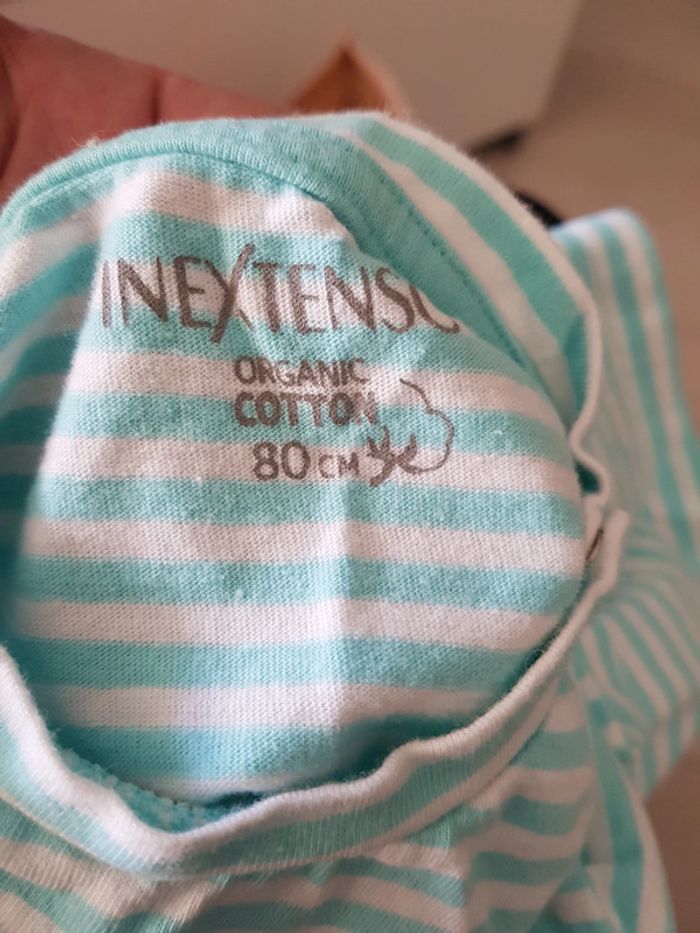 INEXTENSO
ORGANIC
COTTON
80 CM